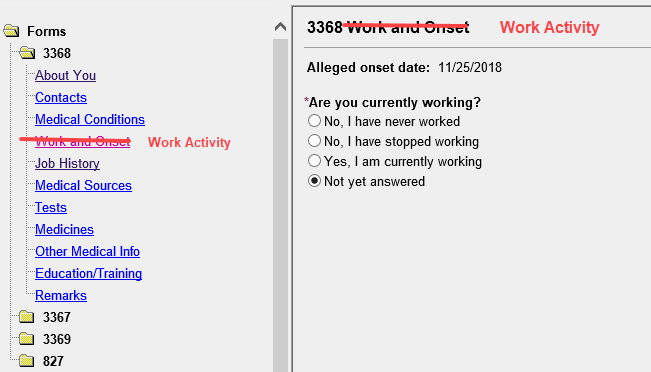 Forms
3368
About You
Contacts
Medical Conditions
Work and Onset Work Activity
Job History
Medical Sources
Tests
Medicines
Other Medical Info
Education/Training
Remarks
3367
3369
827
3368 Work and Onset Work Activity
Alleged onset date: 11/25/2018
*Are you currently working?
No, I have never worked
No, I have stopped working
Yes, I am currently working
Not yet answered